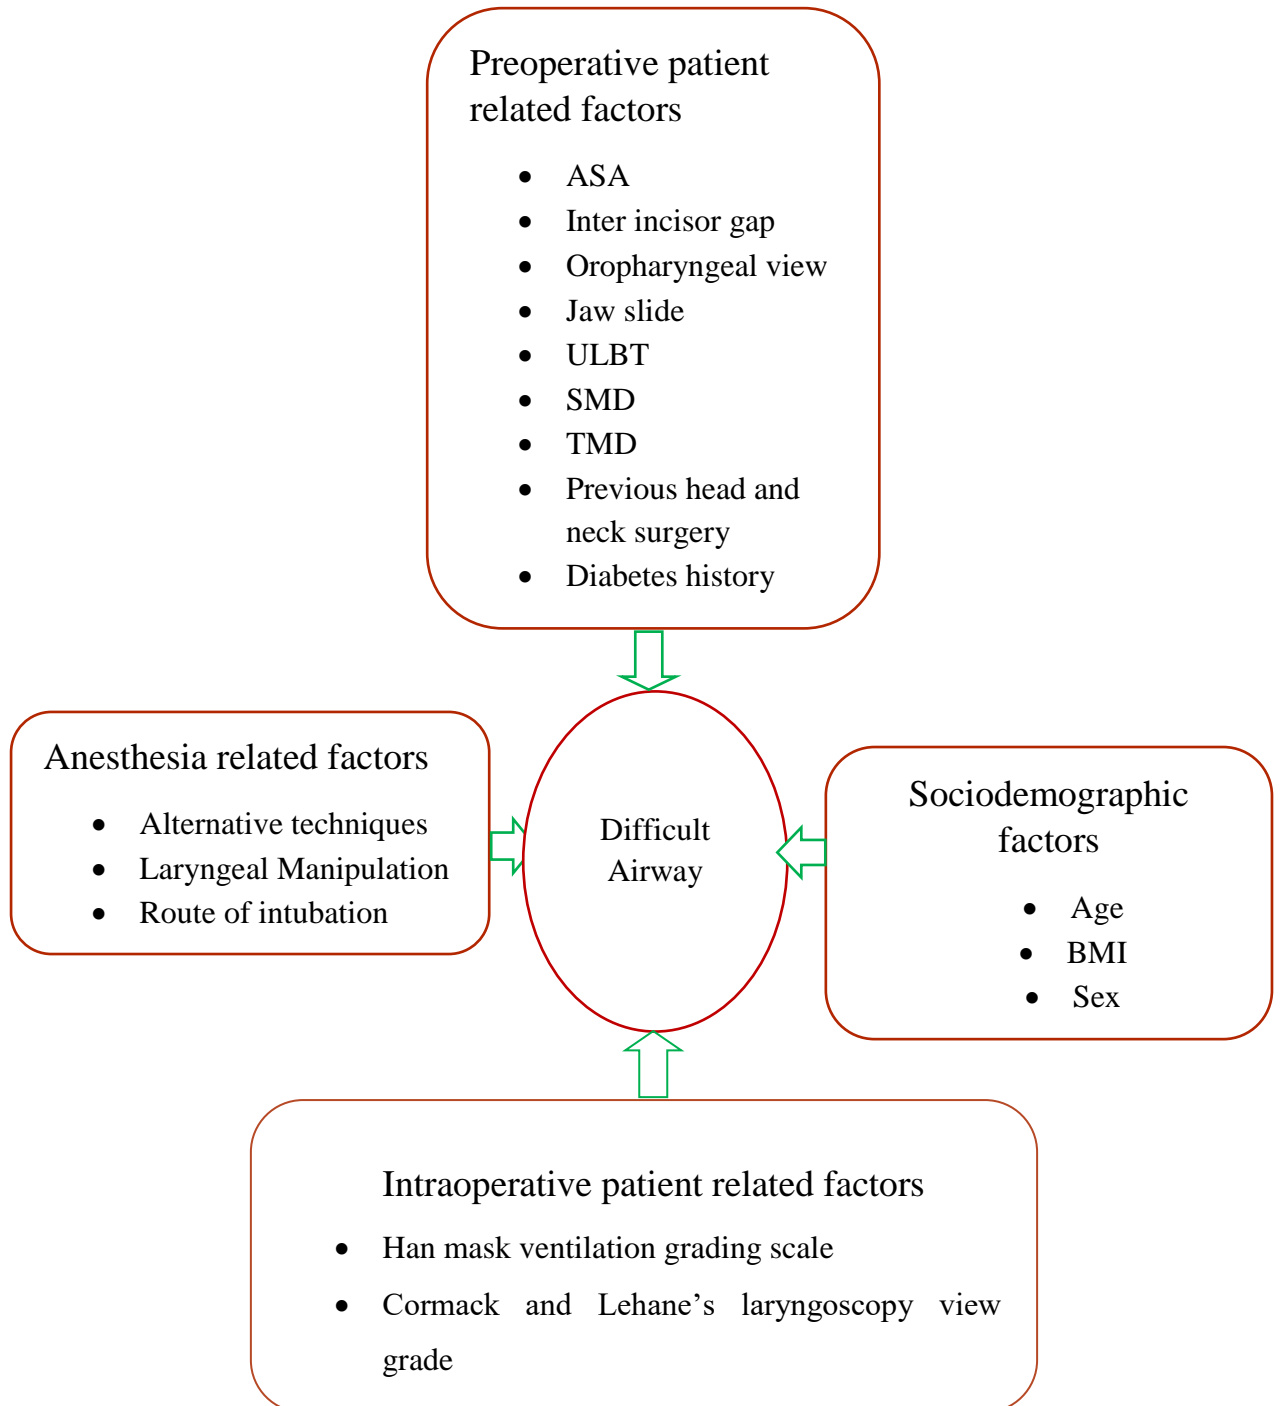 Preoperative patient
related factors
• ASA
• Inter incisor gap
• Oropharyngeal view
• Jaw slide
• ULBT
• SMD
• TMD
• Previous head and
neck surgery
• Diabetes history
Anesthesia related factors
• Alternative techniques
• Laryngeal Manipulation
• Route of intubation
Difficult
Airway
Sociodemographic
factors
• Age
• BMI
• Sex
Intraoperative patient related factors
• Han mask ventilation grading scale
• Cormack and Lehane’s laryngoscopy view
grade